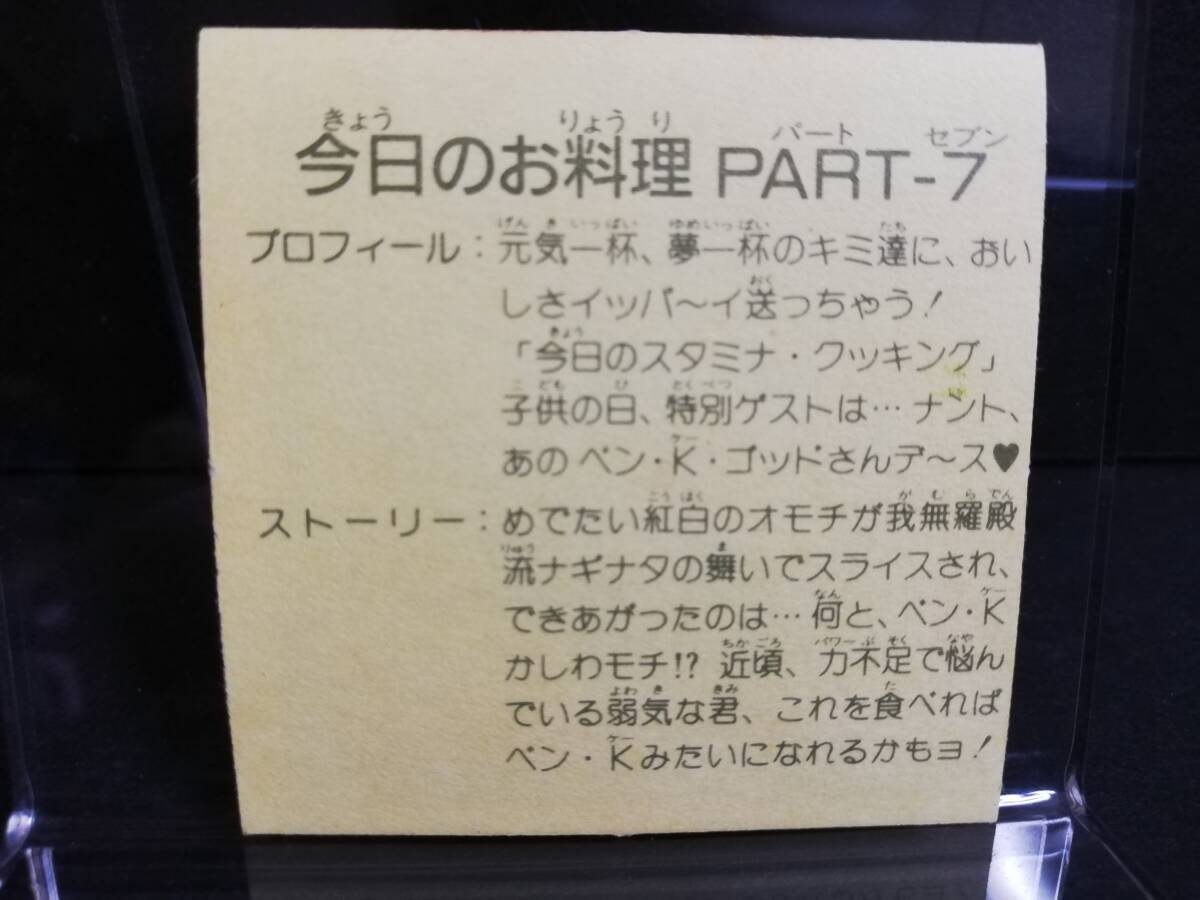 今日のお料理 PART-7
プロフィール：元気一杯、夢一杯のキミ達に、おい
しさイッパ〜イ送っちゃう！
「今日のスタミナ・クッキング」
子供の日、特別ゲストは…ナント、
あのペン・K・ゴッドさんデ〜ス♥
ストーリー：めでたい紅白のオモチが我無羅殿
流ナギナタの舞いでスライスされ、
できあがったのは…何と、ペン・K
かしわモチ!? 近頃、力不足で悩ん
でいる弱気な君、これを食べれば
ペン・Kみたいになれるかもヨ！